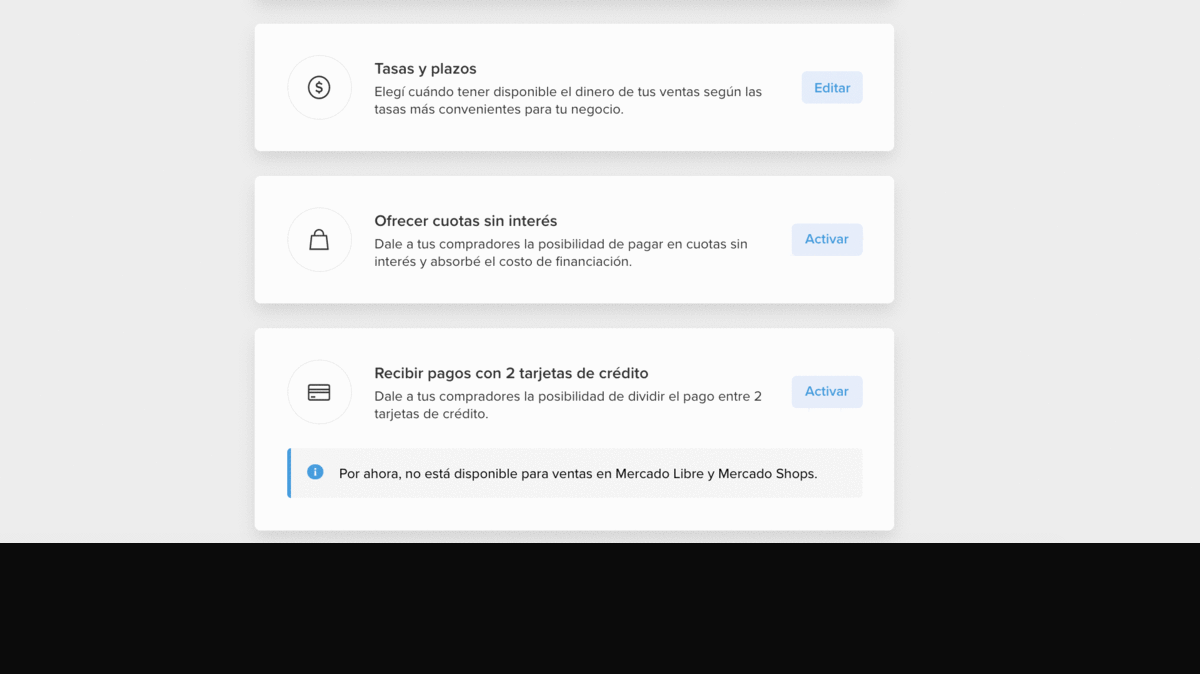 Tasas y plazos
Elegí cuándo tener disponible el dinero de tus ventas según las
tasas más convenientes para tu negocio.
Editar
Ofrecer cuotas sin interés
Dale a tus compradores la posibilidad de pagar en cuotas sin
interés y absorbé el costo de financiación.
Activar
Recibir pagos con 2 tarjetas de crédito
Dale a tus compradores la posibilidad de dividir el pago entre 2
tarjetas de crédito.
Activar
Por ahora, no está disponible para ventas en Mercado Libre y Mercado Shops.